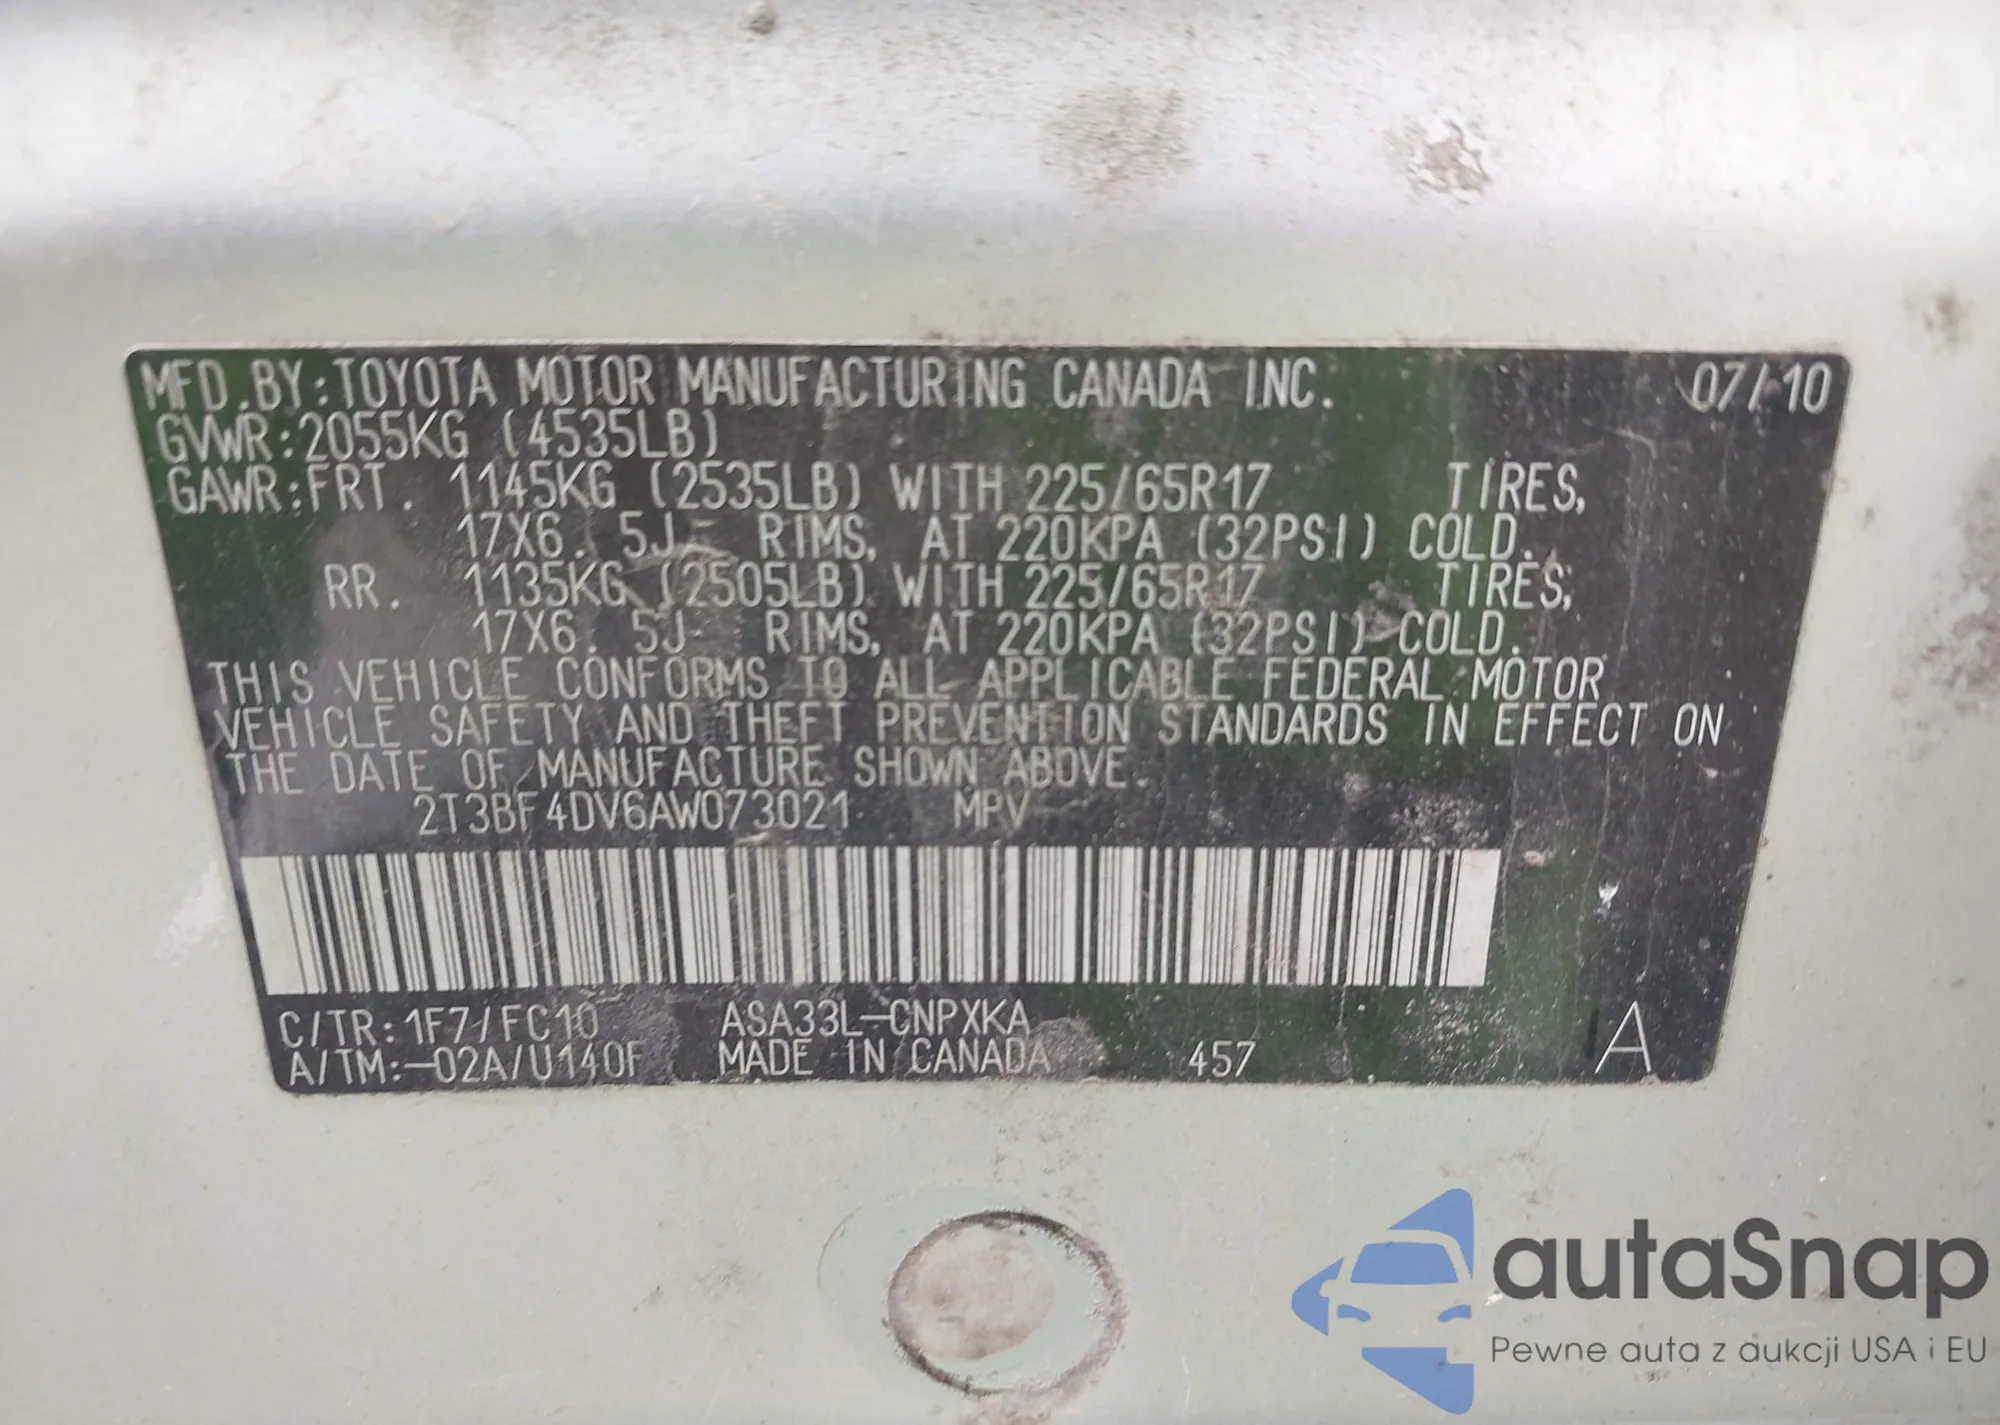 MFD.BY:TOYOTA MOTOR MANUFACTURING CANADA INC. 07/10
GVWR:2055KG (4535LB)
GAWR:FRT. 1145KG (2535LB) WITH 225/65R17 TIRES,
17X6.5J RIMS, AT 220KPA (32PSI) COLD.
RR. 1135KG (2505LB) WITH 225/65R17 TIRES,
17X6.5J RIMS, AT 220KPA (32PSI) COLD.
THIS VEHICLE CONFORMS TO ALL APPLICABLE FEDERAL MOTOR
VEHICLE SAFETY AND THEFT PREVENTION STANDARDS IN EFFECT ON
THE DATE OF MANUFACTURE SHOWN ABOVE.
2T3BF4DV6AW073021 MPV
C/TR:1F7/FC10 ASA33L-CNPXKA
A/TM:-02A/U140F MADE IN CANADA 457 A
autaSnap
Pewne auta z aukcji USA i EU